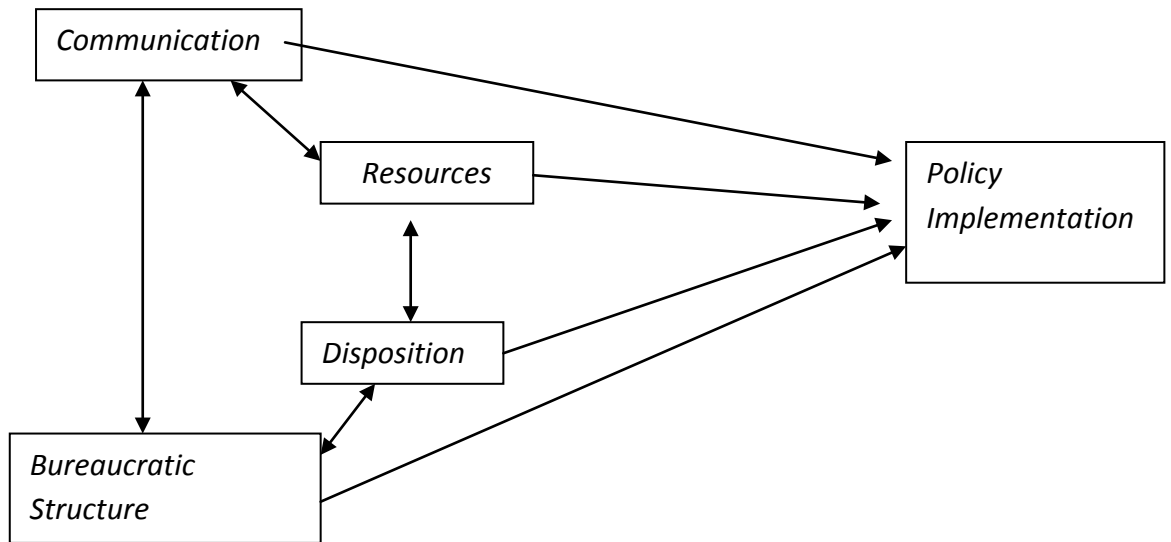 Communication
Resources
Policy
Implementation
Disposition
Bureaucratic
Structure